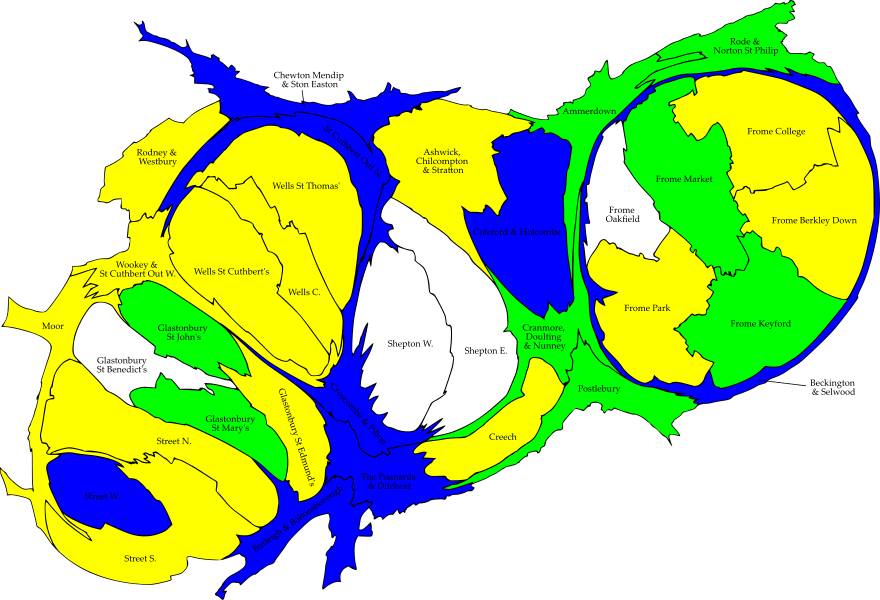 Rode &
Norton St Philip
Chewton Mendip
& Ston Easton
Ammerdown
St Cuthbert Out N.
Frome College
Rodney &
Westbury
Ashwick,
Chilcompton
& Stratton
Wells St Thomas'
Frome Market
Frome
Oakfield
Frome Berkley Down
Coleford & Holcombe
Wookey &
St Cuthbert Out W.
Wells St Cuthbert's
Wells C.
Frome Park
Moor
Glastonbury
St John's
Cranmore,
Doulting
& Nunney
Frome Keyford
Shepton W.
Shepton E.
Glastonbury
St Benedict's
Beckington
& Selwood
Postlebury
Croscombe & Pilton
Glastonbury St Edmund's
Glastonbury
St Mary's
Creech
Street N.
The Pennards
& Ditcheat
Street W.
Butleigh & Baltonsborough
Street S.